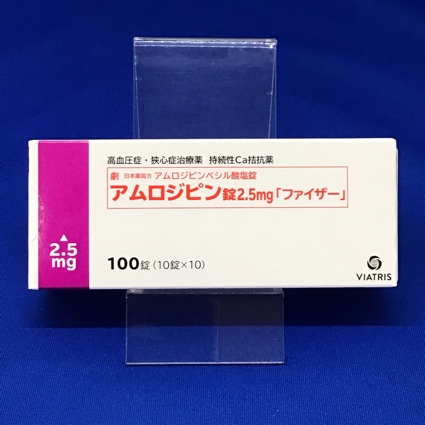 高血圧症・狭心症治療薬 持続性Ca拮抗薬
劇 日本薬局方 アムロジピンベシル酸塩錠
アムロジピン錠2.5mg「ファイザー」
▲
2.5
mg
100錠(10錠×10)
VIATRIS